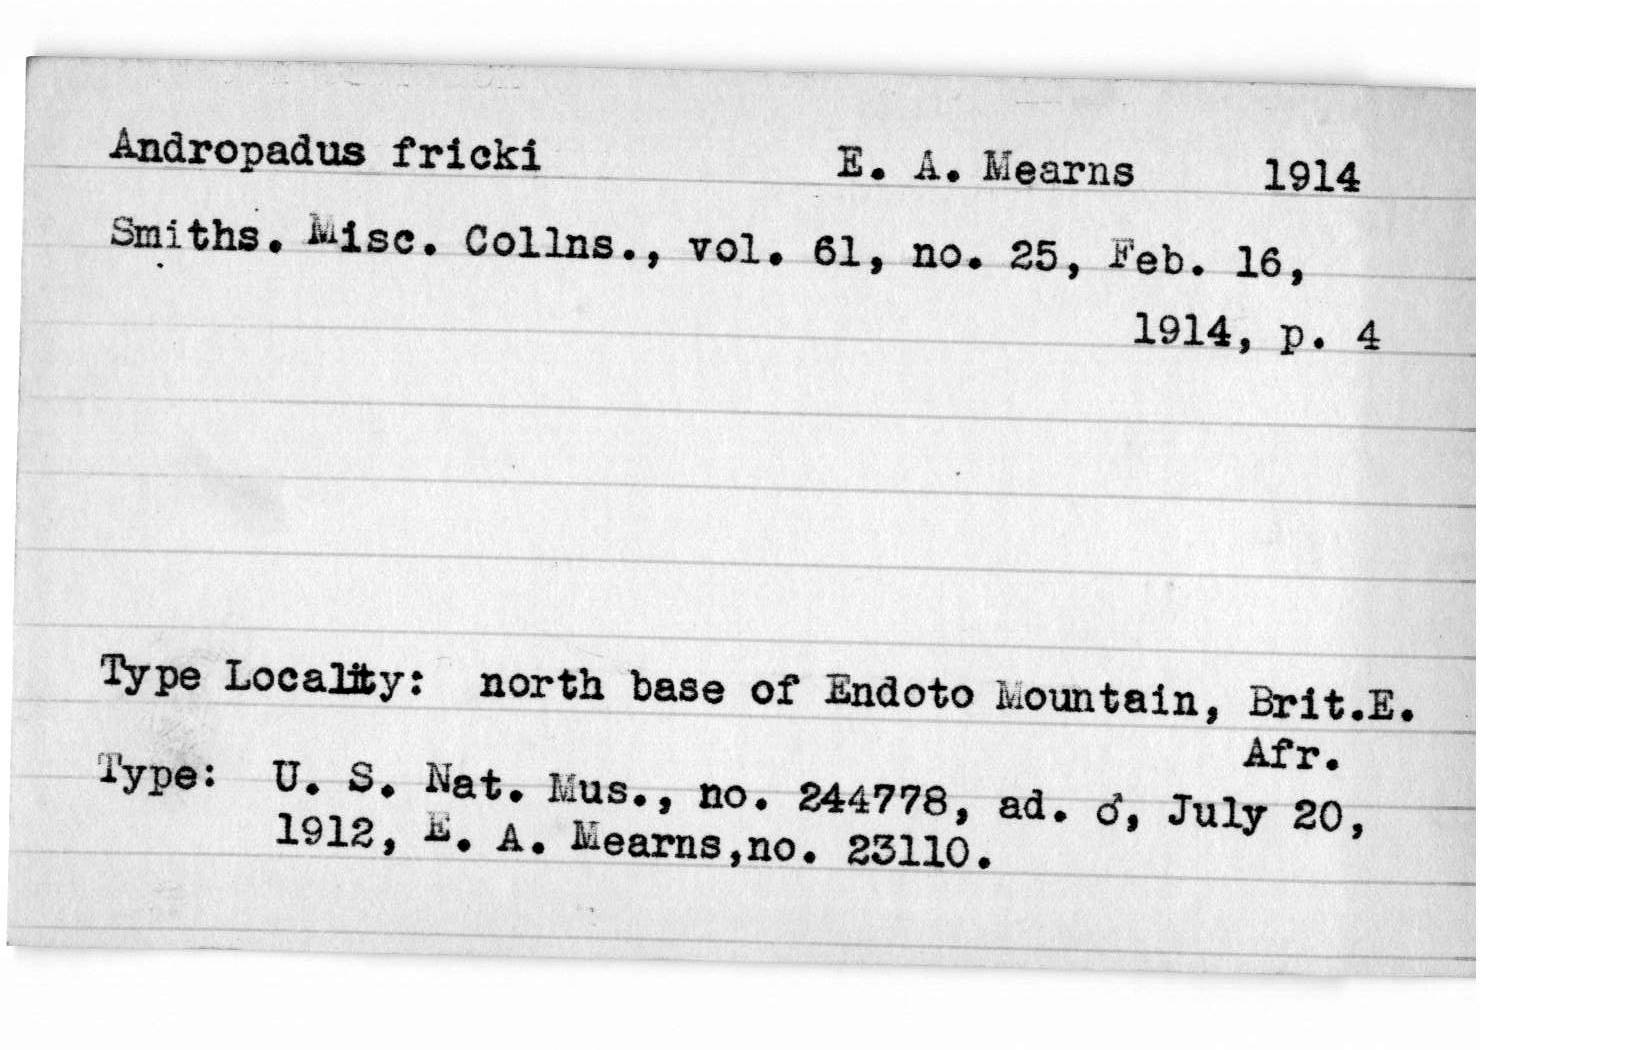 Andropadus fricki E. A. Mearns 1914
Smiths. Misc. Collns., vol. 61, no. 25, Feb. 16,
1914, p. 4
Type Locality: north base of Endoto Mountain, Brit.E.
Afr.
Type: U. S. Nat. Mus., no. 244778, ad. ♂, July 20,
1912, E. A. Mearns,no. 23110.